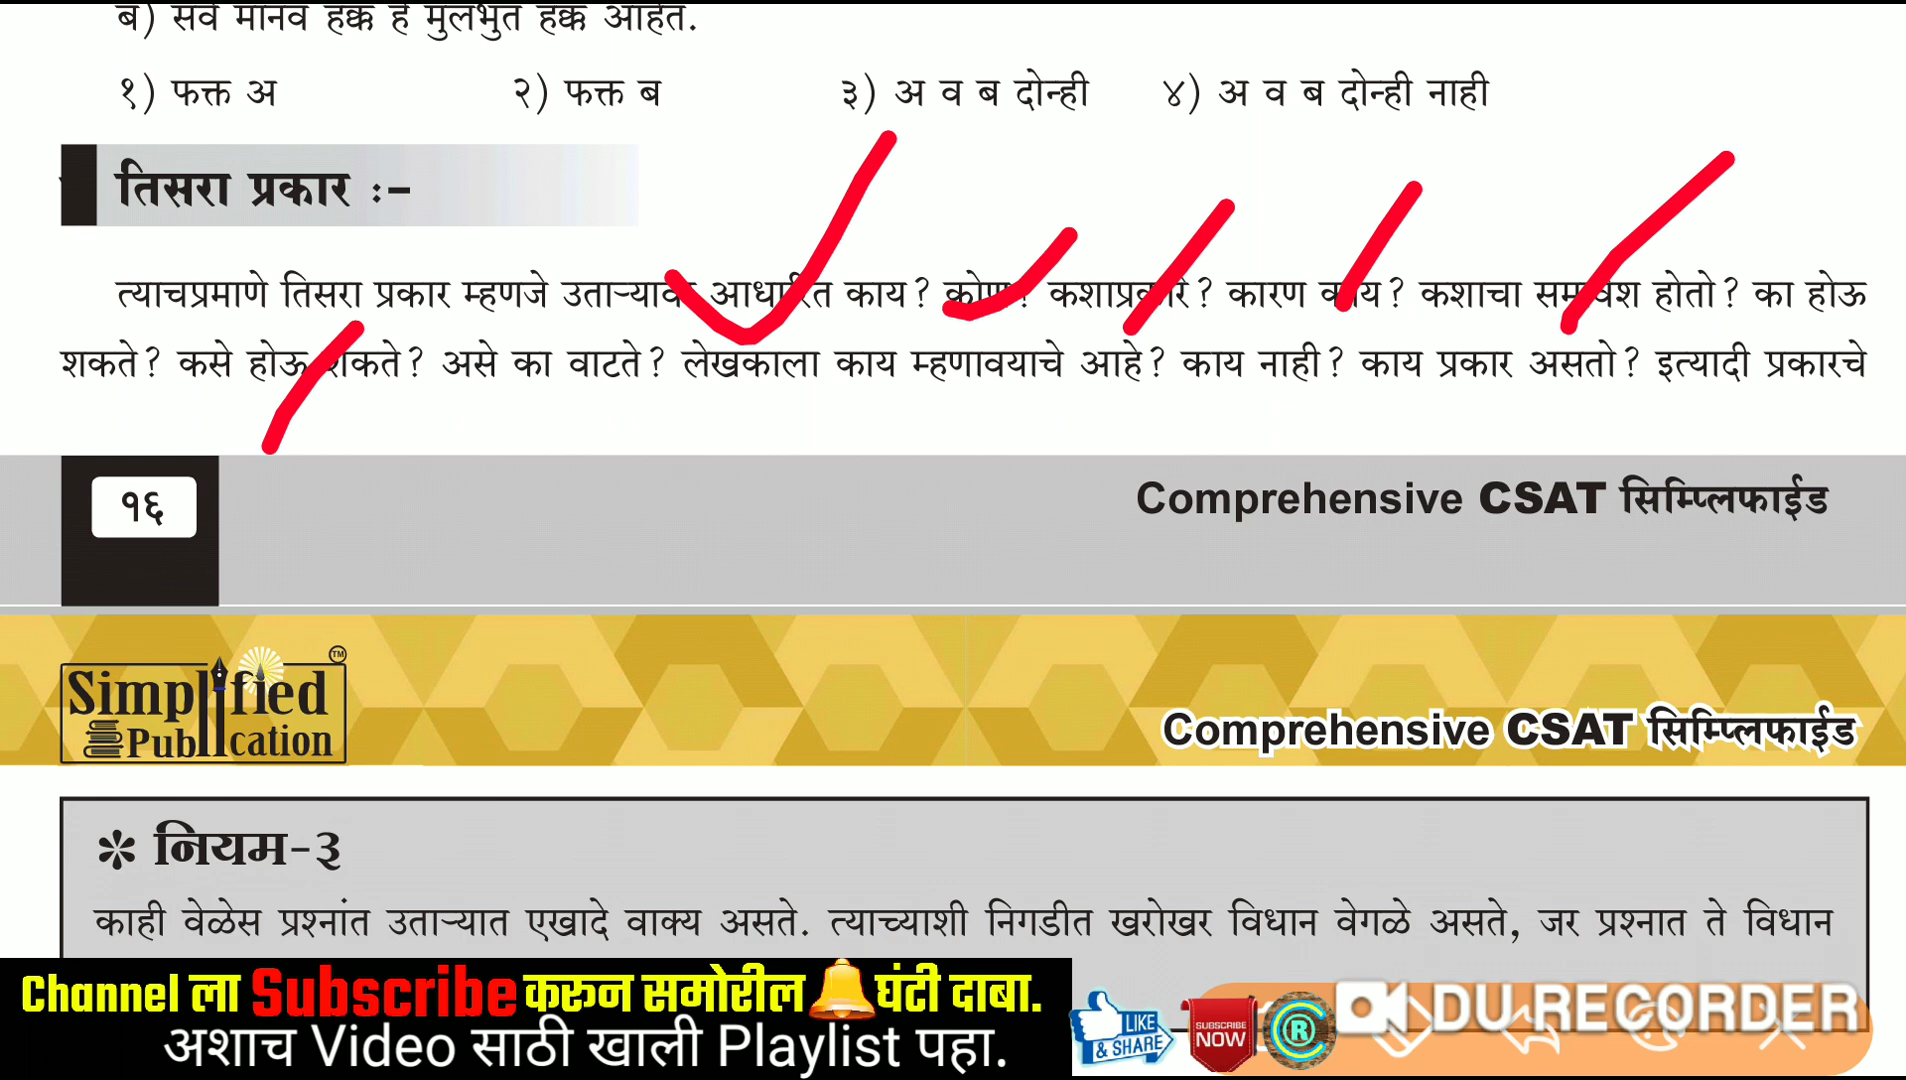 ब) सर्व मानव हक्क हे मुलभुत हक्क आहेत.
१) फक्त अ २) फक्त ब ३) अ व ब दोन्ही ४) अ व ब दोन्ही नाही
तिसरा प्रकार :-
त्याचप्रमाणे तिसरा प्रकार म्हणजे उताऱ्यावर आधारीत काय? कोण? कशाप्रकारे? कारण काय? कशाचा समावेश होतो? का होऊ
शकते? कसे होऊ शकते? असे का वाटते? लेखकाला काय म्हणावयाचे आहे? काय नाही? काय प्रकार असतो? इत्यादी प्रकारचे
१६
Comprehensive CSAT सिम्प्लिफाईड
Simplified
Publication
TM
Comprehensive CSAT सिम्प्लिफाईड
* नियम-३
काही वेळेस प्रश्नांत उताऱ्यात एखादे वाक्य असते. त्याच्याशी निगडीत खरोखर विधान वेगळे असते, जर प्रश्नात ते विधान
Channel ला Subscribe करून समोरील घंटी दाबा.
अशाच Video साठी खाली Playlist पहा.
LIKE
& SHARE
SUBSCRIBE
NOW
R
DU RECORDER